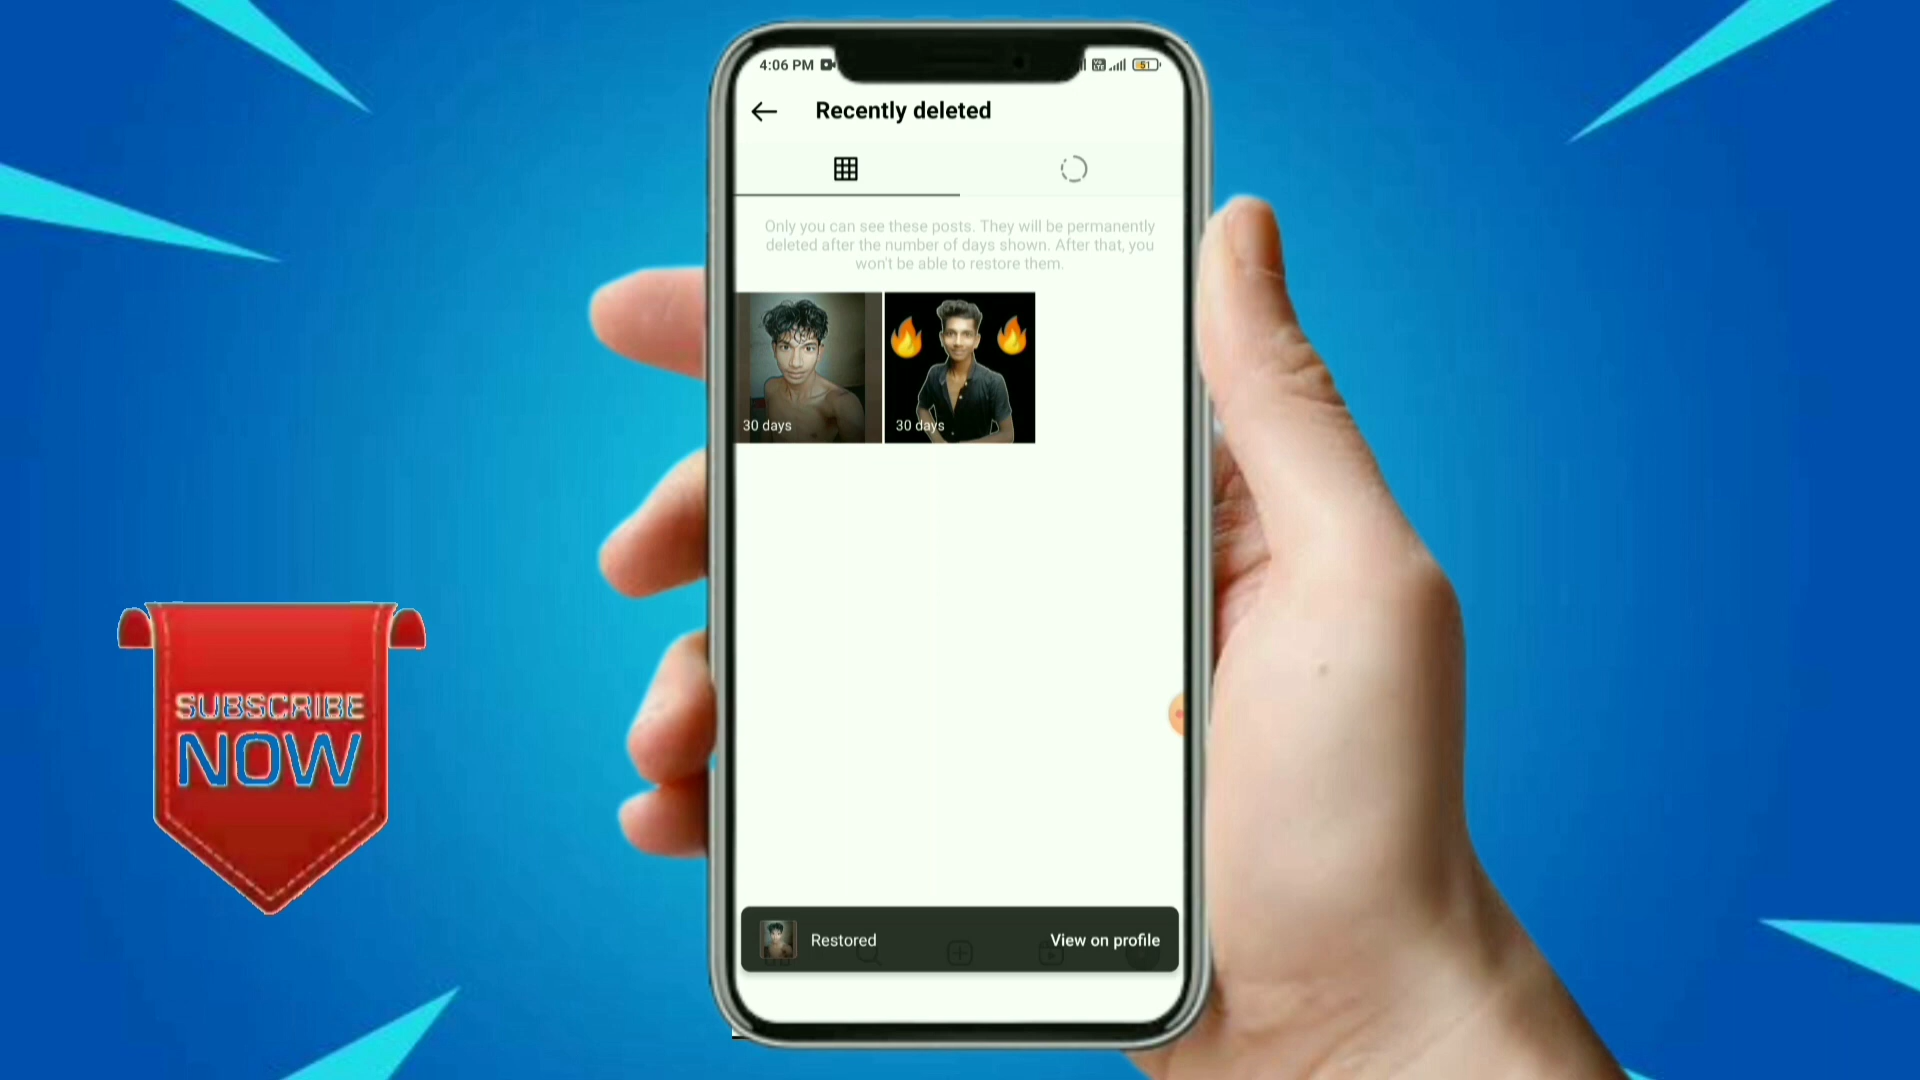 4:06 PM
51
Recently deleted
Only you can see these posts. They will be permanently
deleted after the number of days shown. After that, you
won't be able to restore them.
30 days
30 days
SUBSCRIBE
NOW
Restored
View on profile